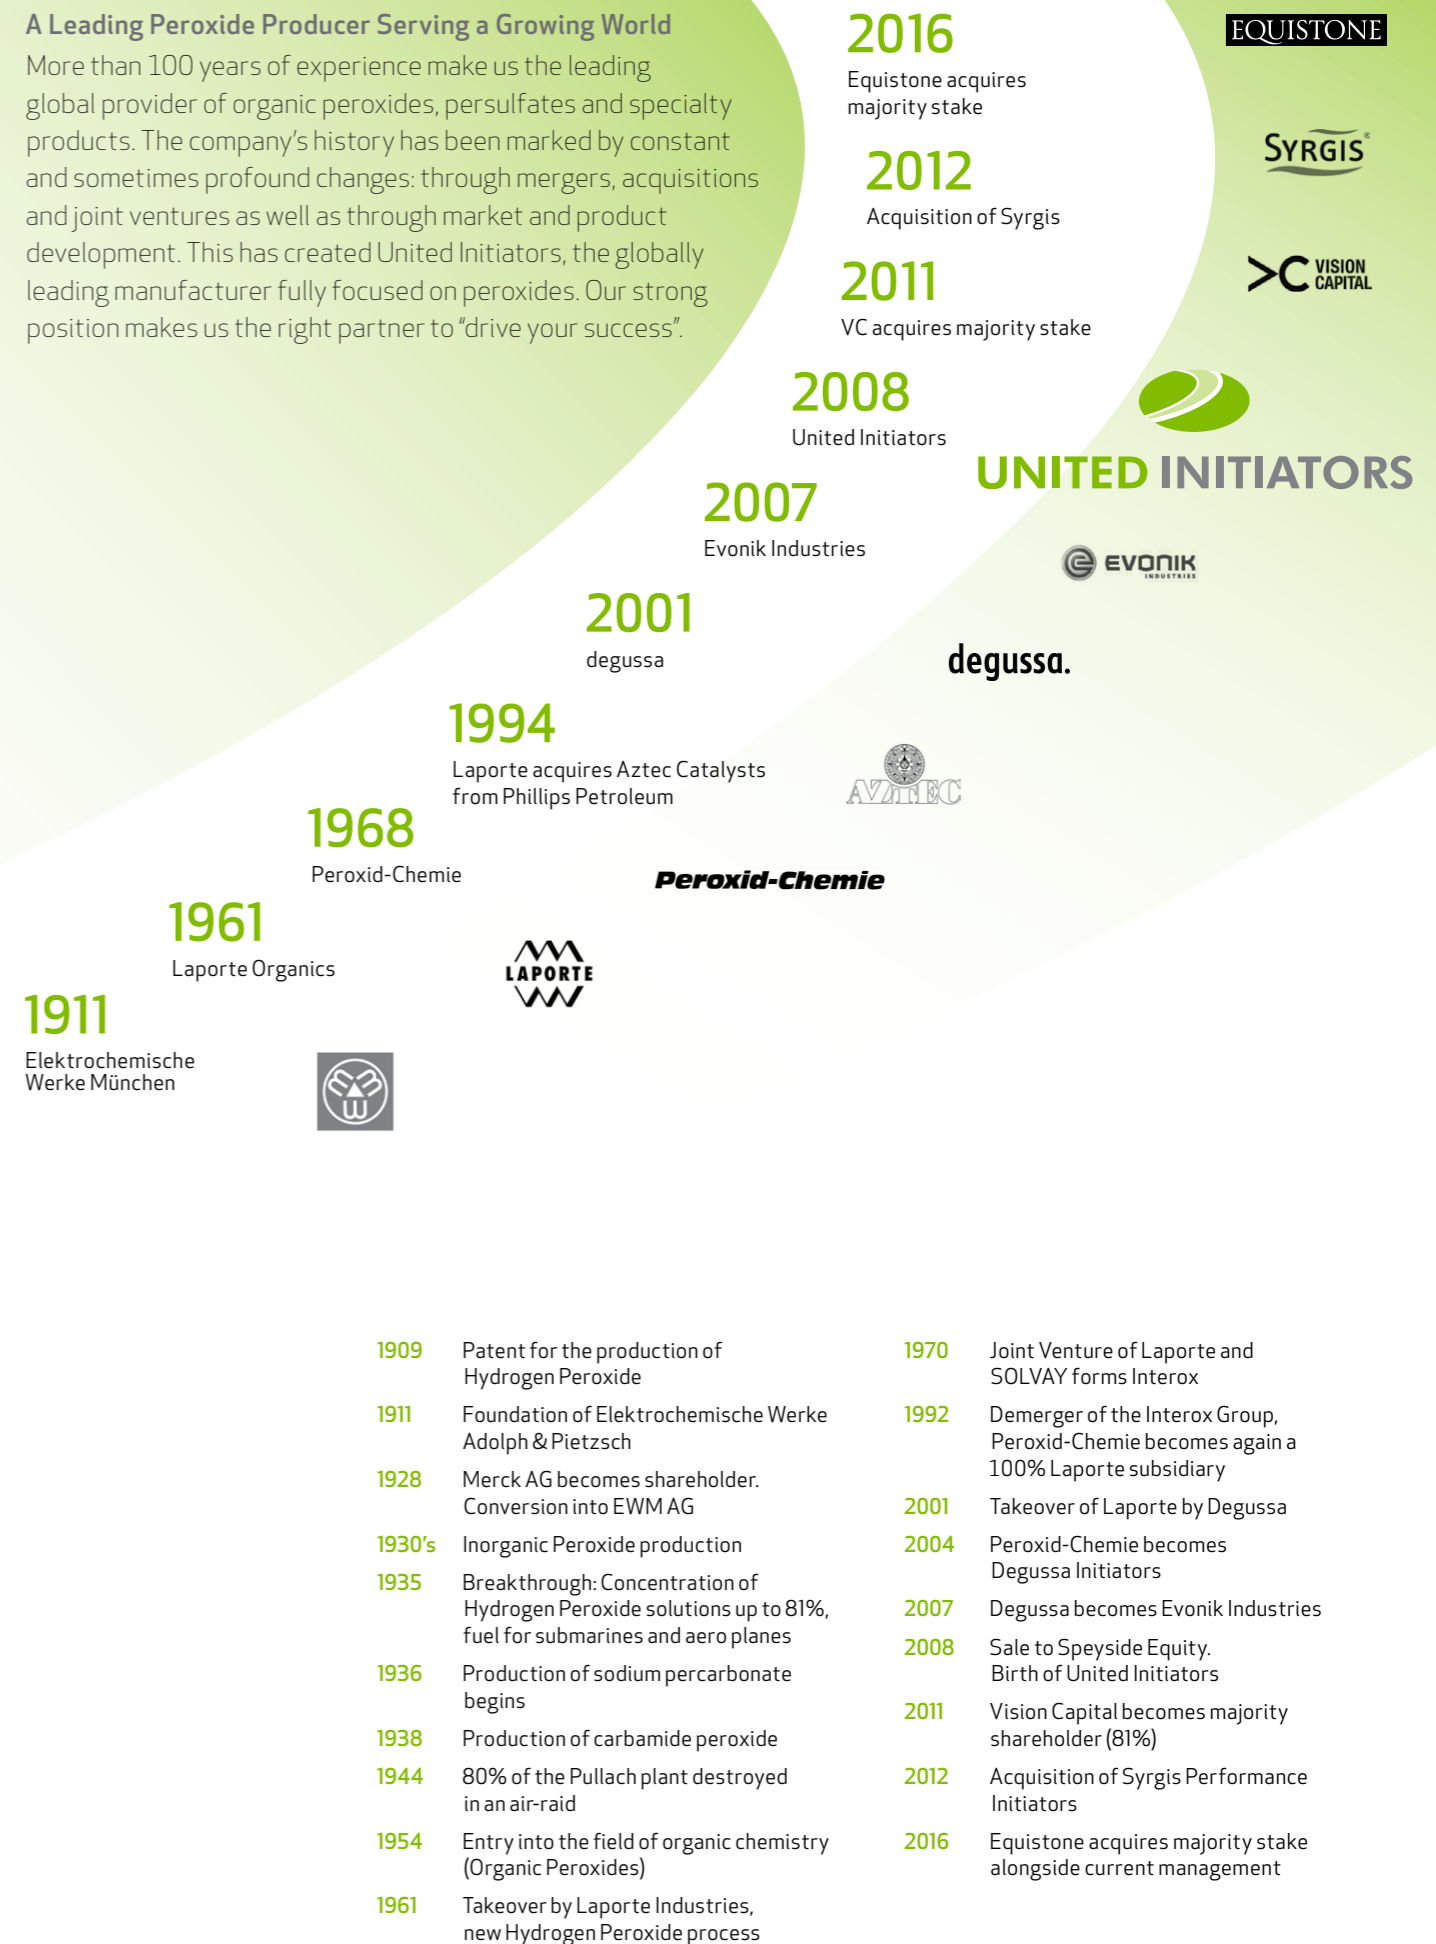 A Leading Peroxide Producer Serving a Growing World
More than 100 years of experience make us the leading
global provider of organic peroxides, persulfates and specialty
products. The company's history has been marked by constant
and sometimes profound changes: through mergers, acquisitions
and joint ventures as well as through market and product
development. This has created United Initiators, the globally
leading manufacturer fully focused on peroxides. Our strong
position makes us the right partner to "drive your success".
2016
Equistone acquires
majority stake
EQUISTONE
2012
Acquisition of Syrgis
SYRGIS®
2011
VC acquires majority stake
>C VISION
CAPITAL
2008
United Initiators
UNITED INITIATORS
2007
Evonik Industries
EVONIK
INDUSTRIES
2001
degussa
degussa.
1994
Laporte acquires Aztec Catalysts
from Phillips Petroleum
AZTEC
1968
Peroxid-Chemie
Peroxid-Chemie
1961
Laporte Organics
LAPORTE
1911
Elektrochemische
Werke München
1909 Patent for the production of
Hydrogen Peroxide
1911 Foundation of Elektrochemische Werke
Adolph & Pietzsch
1928 Merck AG becomes shareholder.
Conversion into EWM AG
1930's Inorganic Peroxide production
1935 Breakthrough: Concentration of
Hydrogen Peroxide solutions up to 81%,
fuel for submarines and aero planes
1936 Production of sodium percarbonate
begins
1938 Production of carbamide peroxide
1944 80% of the Pullach plant destroyed
in an air-raid
1954 Entry into the field of organic chemistry
(Organic Peroxides)
1961 Takeover by Laporte Industries,
new Hydrogen Peroxide process
1970 Joint Venture of Laporte and
SOLVAY forms Interox
1992 Demerger of the Interox Group,
Peroxid-Chemie becomes again a
100% Laporte subsidiary
2001 Takeover of Laporte by Degussa
2004 Peroxid-Chemie becomes
Degussa Initiators
2007 Degussa becomes Evonik Industries
2008 Sale to Speyside Equity.
Birth of United Initiators
2011 Vision Capital becomes majority
shareholder (81%)
2012 Acquisition of Syrgis Performance
Initiators
2016 Equistone acquires majority stake
alongside current management